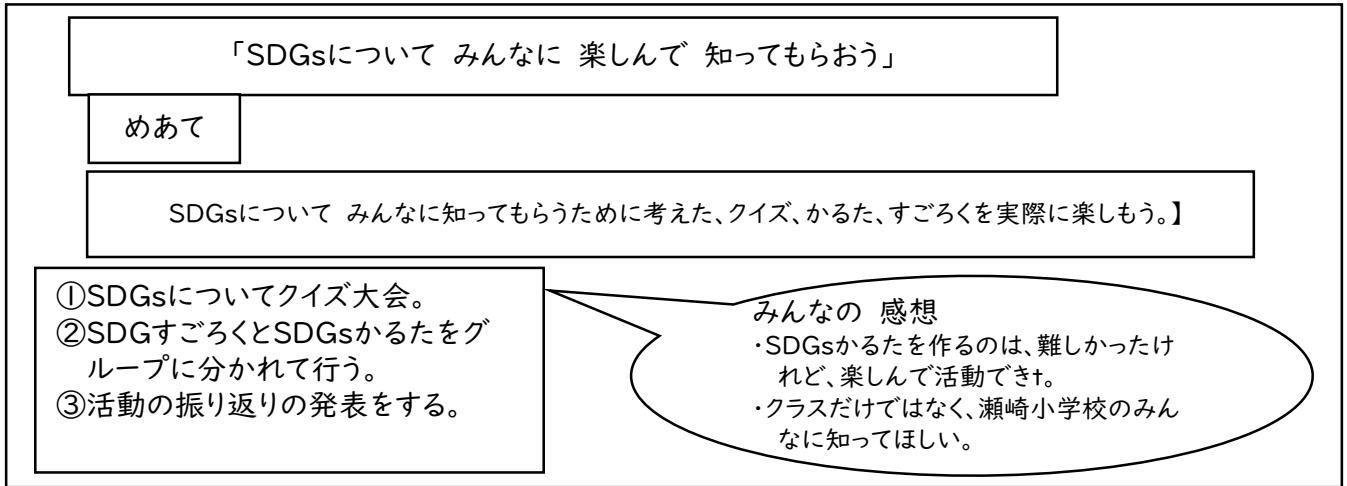 「SDGsについて みんなに 楽しんで 知ってもらおう」
めあて
SDGsについて みんなに知ってもらうために考えた、クイズ、かるた、すごろくを実際に楽しもう。】
①SDGsについてクイズ大会。
②SDGすごろくとSDGsかるたをグ
ループに分かれて行う。
③活動の振り返りの発表をする。
みんなの 感想
・SDGsかるたを作るのは、難しかったけ
れど、楽しんで活動できt。
・クラスだけではなく、瀬崎小学校のみん
なに知ってほしい。